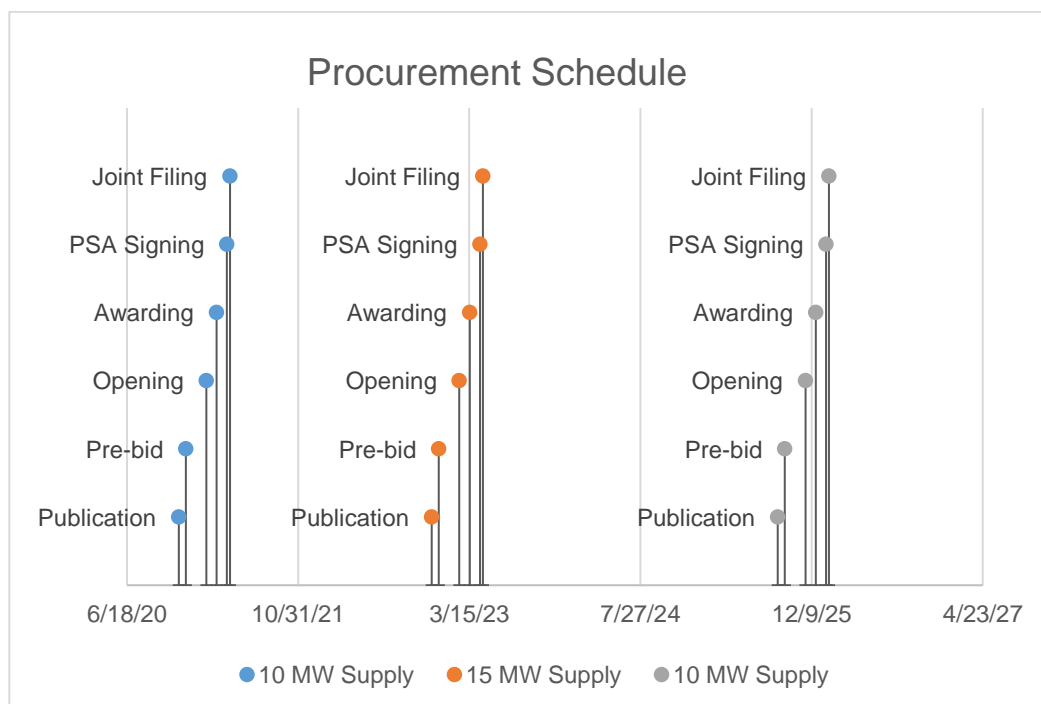 Procurement Schedule
Joint Filing Joint Filing Joint Filing
PSA Signing PSA Signing PSA Signing
Awarding Awarding Awarding
Opening Opening Opening
Pre-bid Pre-bid Pre-bid
Publication Publication Publication
6/18/20 10/31/21 3/15/23 7/27/24 12/9/25 4/23/27
10 MW Supply 15 MW Supply 10 MW Supply